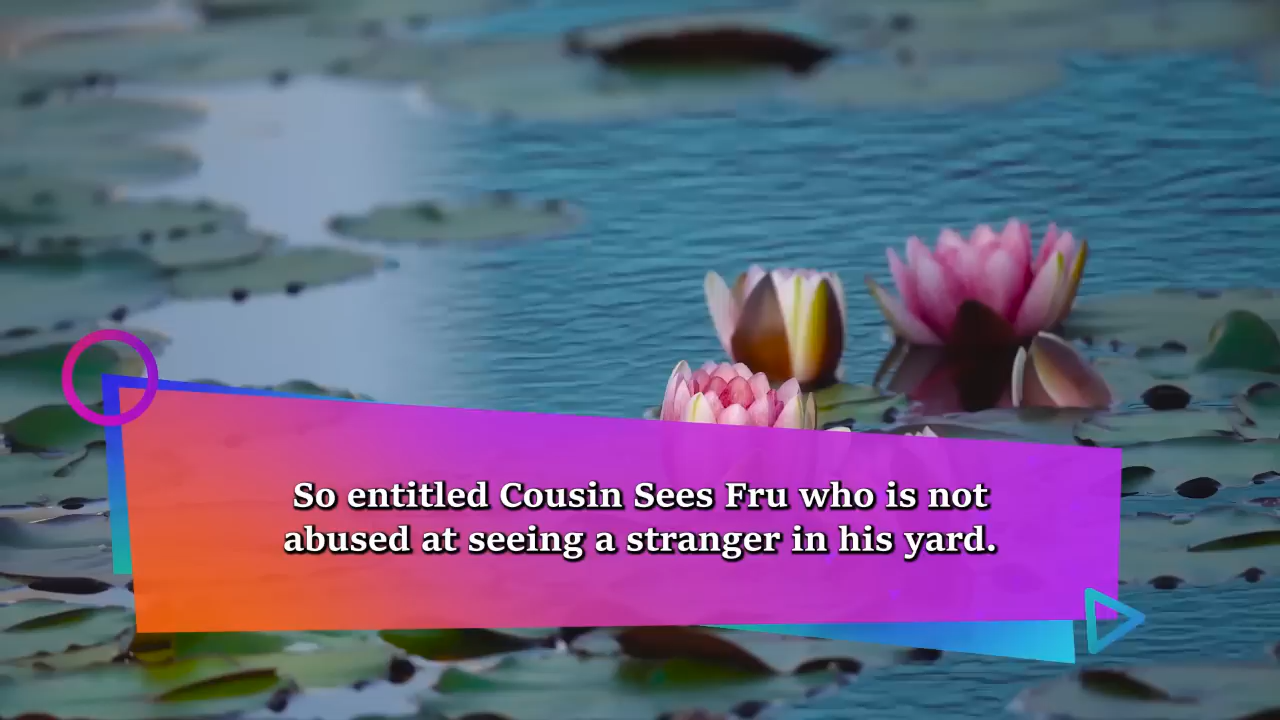 So entitled Cousin Sees Fru who is not
abused at seeing a stranger in his yard.